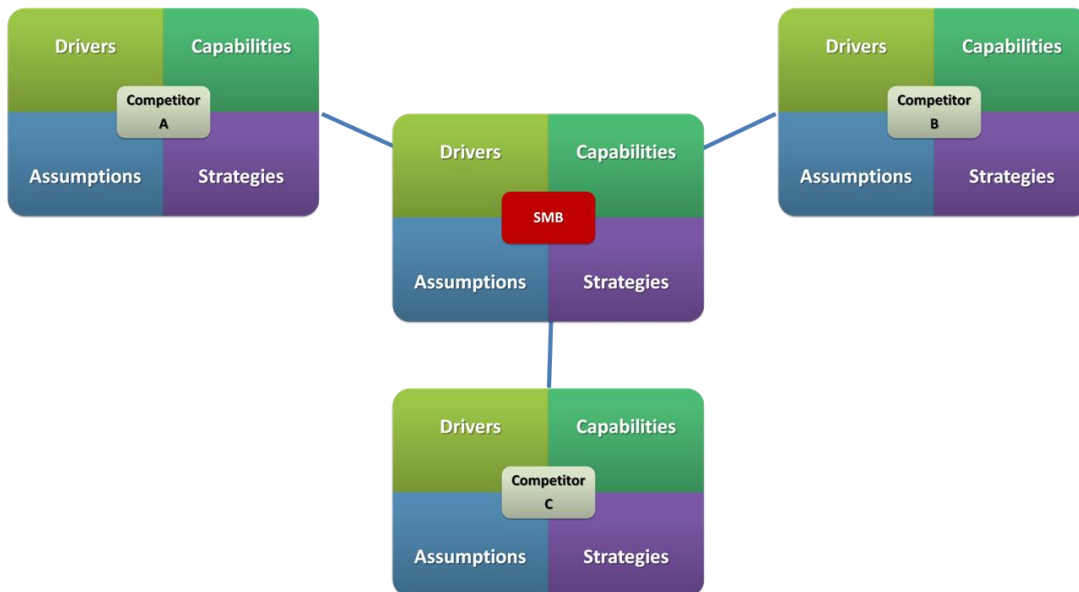 Drivers
Capabilities
Competitor
A
Assumptions
Strategies
Drivers
Capabilities
Competitor
B
Assumptions
Strategies
Drivers
Capabilities
SMB
Assumptions
Strategies
Drivers
Capabilities
Competitor
C
Assumptions
Strategies